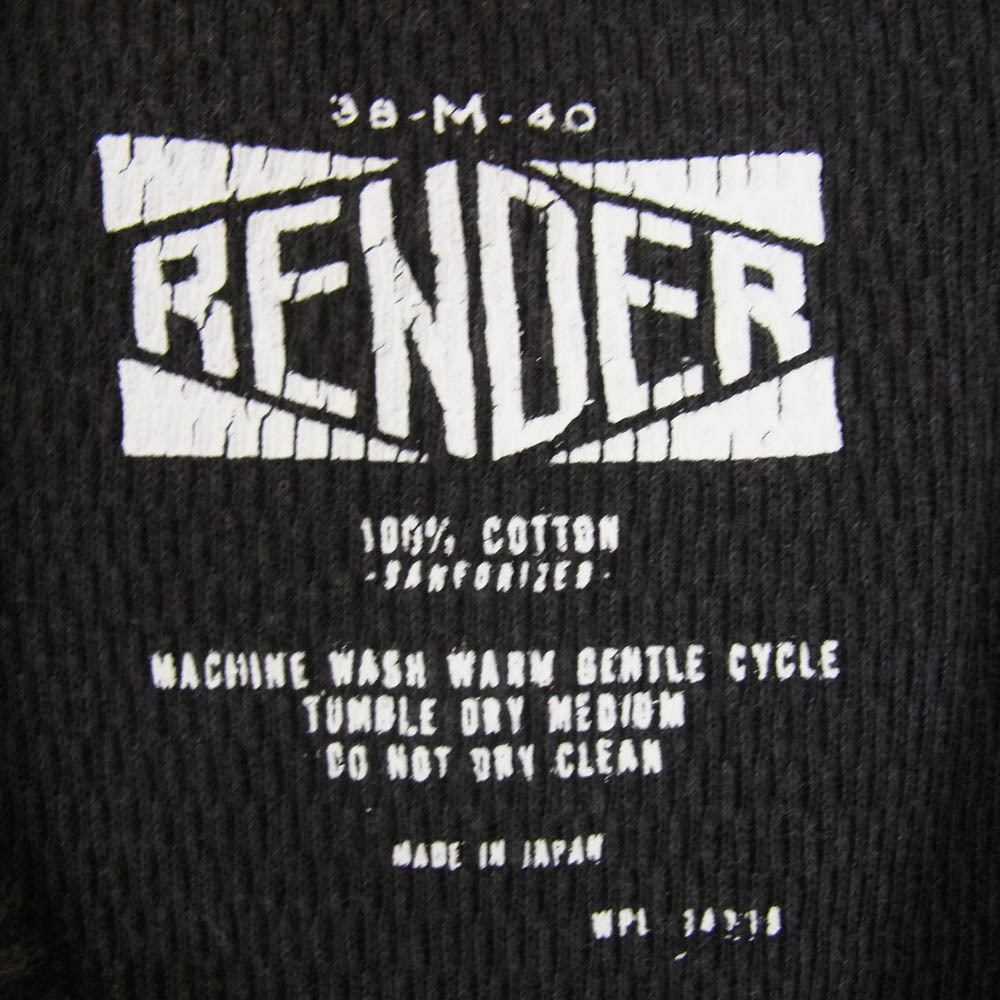 38-M-40
RENDER
100% COTTON
-SANFORIZED-
MACHINE WASH WARM GENTLE CYCLE
TUMBLE DRY MEDIUM
DO NOT DRY CLEAN
MADE IN JAPAN
WPL